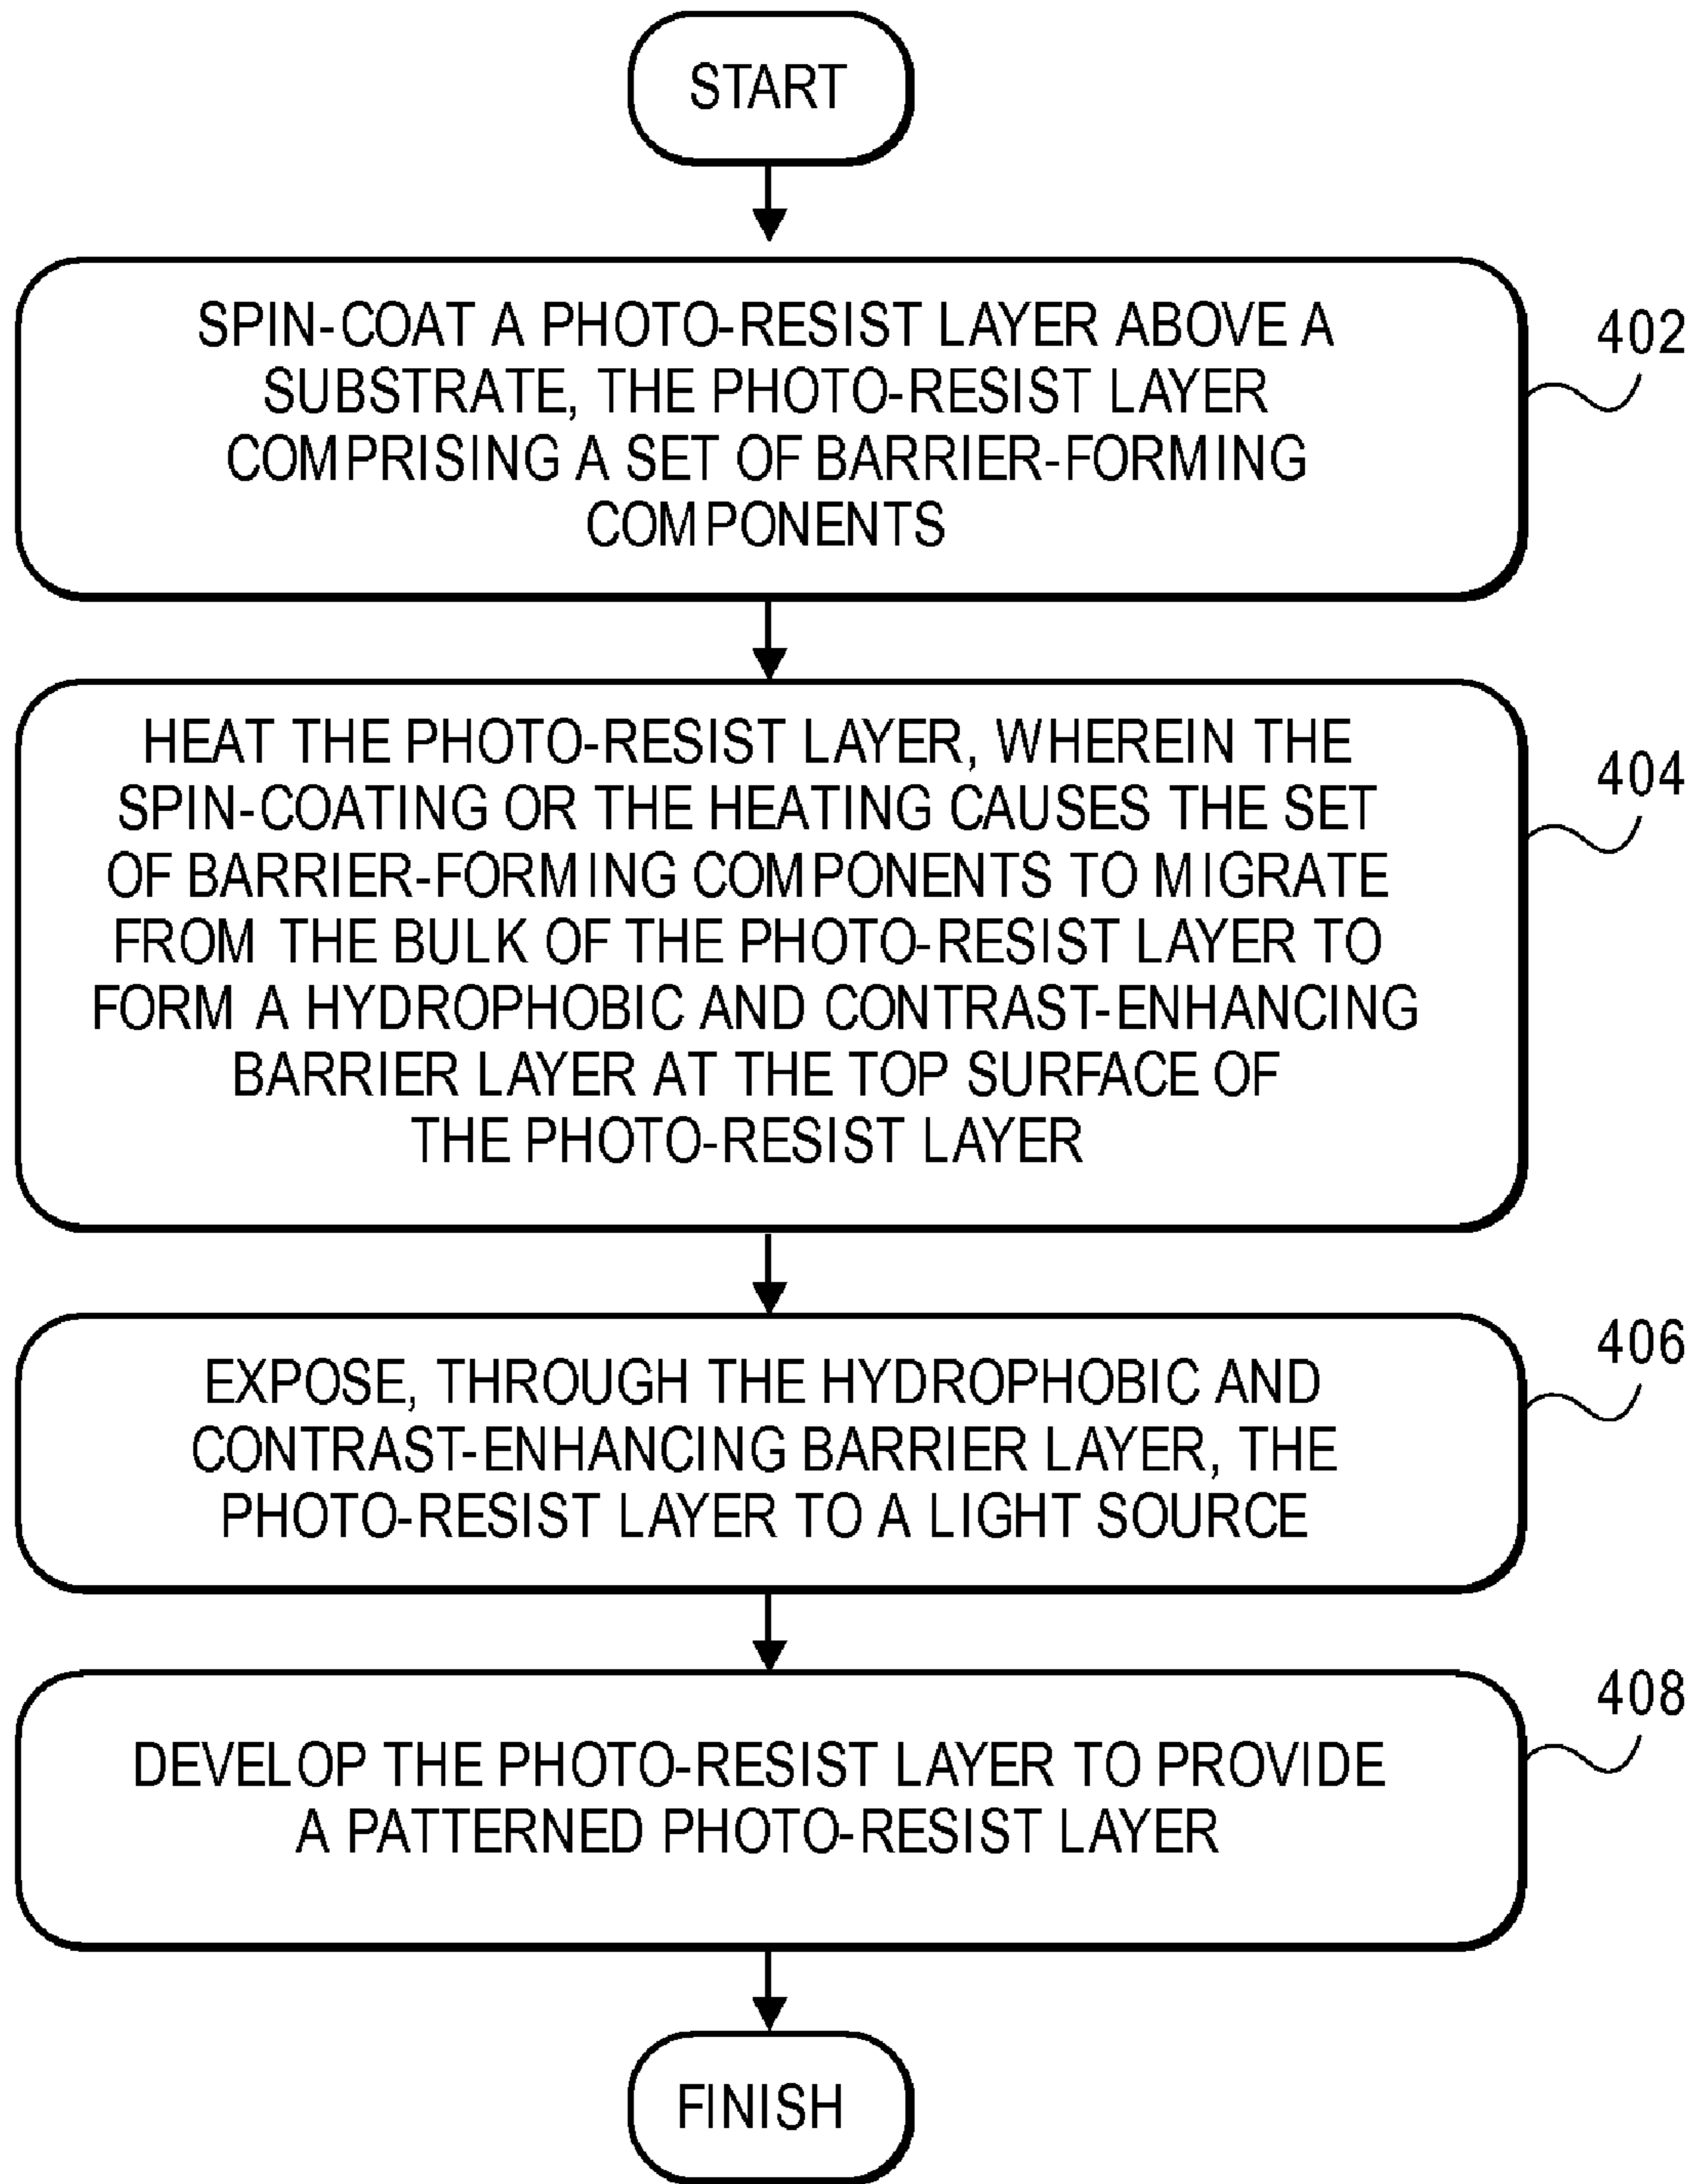 START
SPIN-COAT A PHOTO-RESIST LAYER ABOVE A
SUBSTRATE, THE PHOTO-RESIST LAYER
COMPRISING A SET OF BARRIER-FORMING
COMPONENTS
402
HEAT THE PHOTO-RESIST LAYER, WHEREIN THE
SPIN-COATING OR THE HEATING CAUSES THE SET
OF BARRIER-FORMING COMPONENTS TO MIGRATE
FROM THE BULK OF THE PHOTO-RESIST LAYER TO
FORM A HYDROPHOBIC AND CONTRAST-ENHANCING
BARRIER LAYER AT THE TOP SURFACE OF
THE PHOTO-RESIST LAYER
404
EXPOSE, THROUGH THE HYDROPHOBIC AND
CONTRAST-ENHANCING BARRIER LAYER, THE
PHOTO-RESIST LAYER TO A LIGHT SOURCE
406
DEVELOP THE PHOTO-RESIST LAYER TO PROVIDE
A PATTERNED PHOTO-RESIST LAYER
408
FINISH